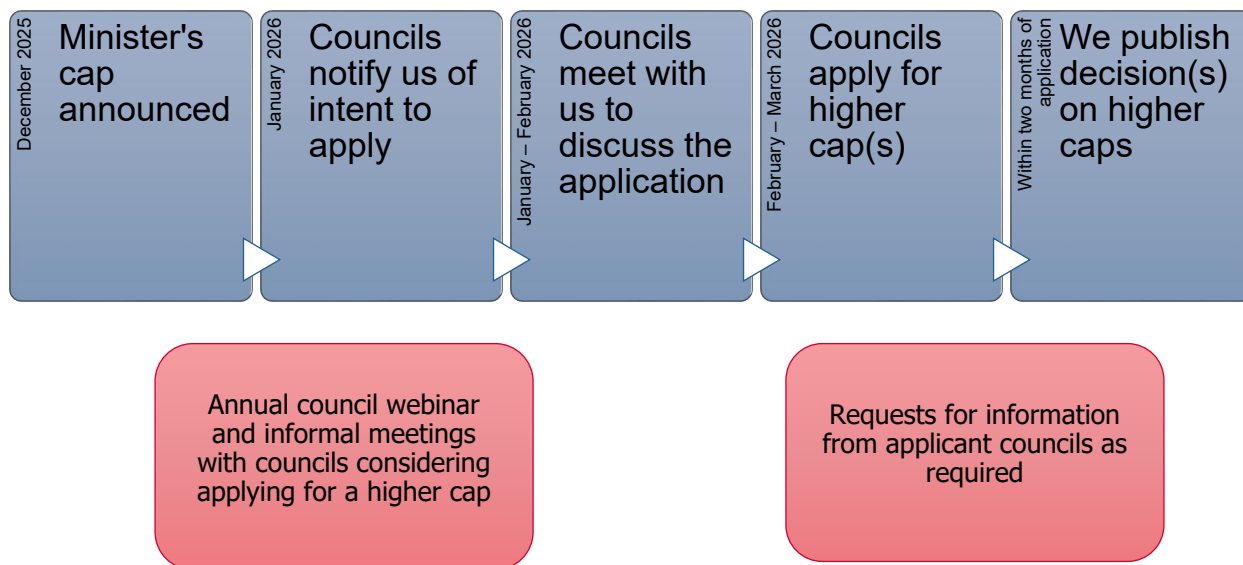 December 2025
Minister's
cap
announced
January 2026
Councils
notify us of
intent to
apply
January – February 2026
Councils
meet with
us to
discuss the
application
February – March 2026
Councils
apply for
higher
cap(s)
Within two months of
application
We publish
decision(s)
on higher
caps
Annual council webinar
and informal meetings
with councils considering
applying for a higher cap
Requests for information
from applicant councils as
required